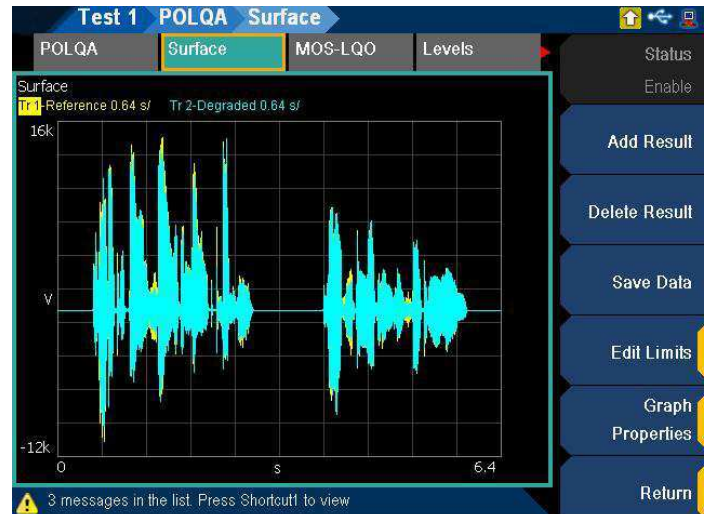 Test 1 POLQA Surface
POLQA Surface MOS-LQO Levels
Status
Enable
Add Result
Delete Result
Save Data
Edit Limits
Graph
Properties
Return
Surface
Tr 1-Reference 0.64 s/ Tr 2-Degraded 0.64 s/
16k
V
-12k
0 s 6.4
3 messages in the list. Press Shortcut1 to view